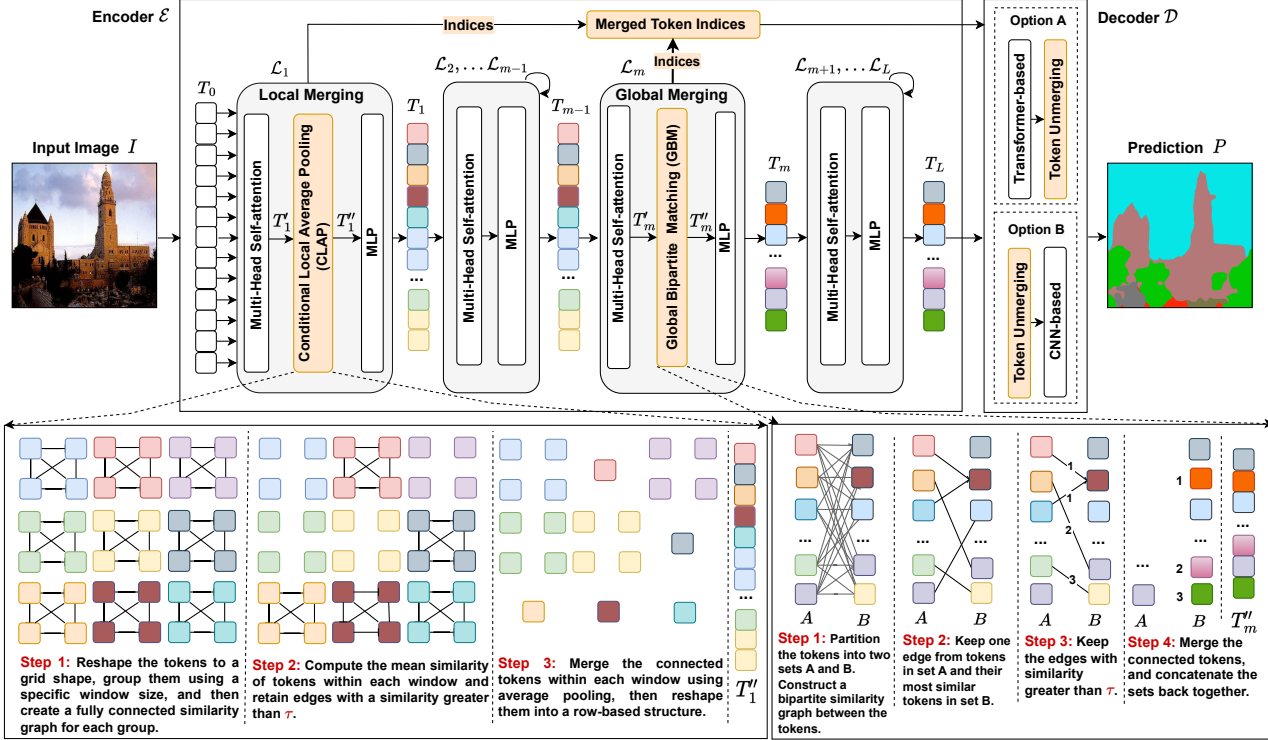 Encoder ℰ
Indices
Merged Token Indices
Indices
Option A
Decoder 𝒟
ℒ₁
ℒ₂, … ℒₘ₋₁
ℒₘ
ℒₘ₊₁, … ℒ_L
T₀
Local Merging
T₁
Tₘ₋₁
Global Merging
Tₘ
T_L
Input Image I
Multi-Head Self-attention
T′₁
Conditional Local Average Pooling
(CLAP)
T″₁
MLP
...
Multi-Head Self-attention
MLP
...
Multi-Head Self-attention
T′ₘ
Global Bipartite Matching (GBM)
T″ₘ
MLP
...
Multi-Head Self-attention
MLP
...
Transformer-based
Token Unmerging
Option B
Token Unmerging
CNN-based
Prediction P
Step 1: Reshape the tokens to a
grid shape, group them using a
specific window size, and then
create a fully connected similarity
graph for each group.
Step 2: Compute the mean similarity
of tokens within each window and
retain edges with a similarity greater
than τ.
Step 3: Merge the connected
tokens within each window using
average pooling, then reshape
them into a row-based structure.
...
T″₁
... ...
A B
Step 1: Partition
the tokens into two
sets A and B.
Construct a
bipartite similarity
graph between the
tokens.
... ...
A B
Step 2: Keep one
edge from tokens
in set A and their
most similar
tokens in set B.
1
1
2
... ...
3
A B
Step 3: Keep
the edges with
similarity
greater than τ.
1
...
... 2
3
A B
Step 4: Merge the
connected tokens,
and concatenate the
sets back together.
...
T″ₘ